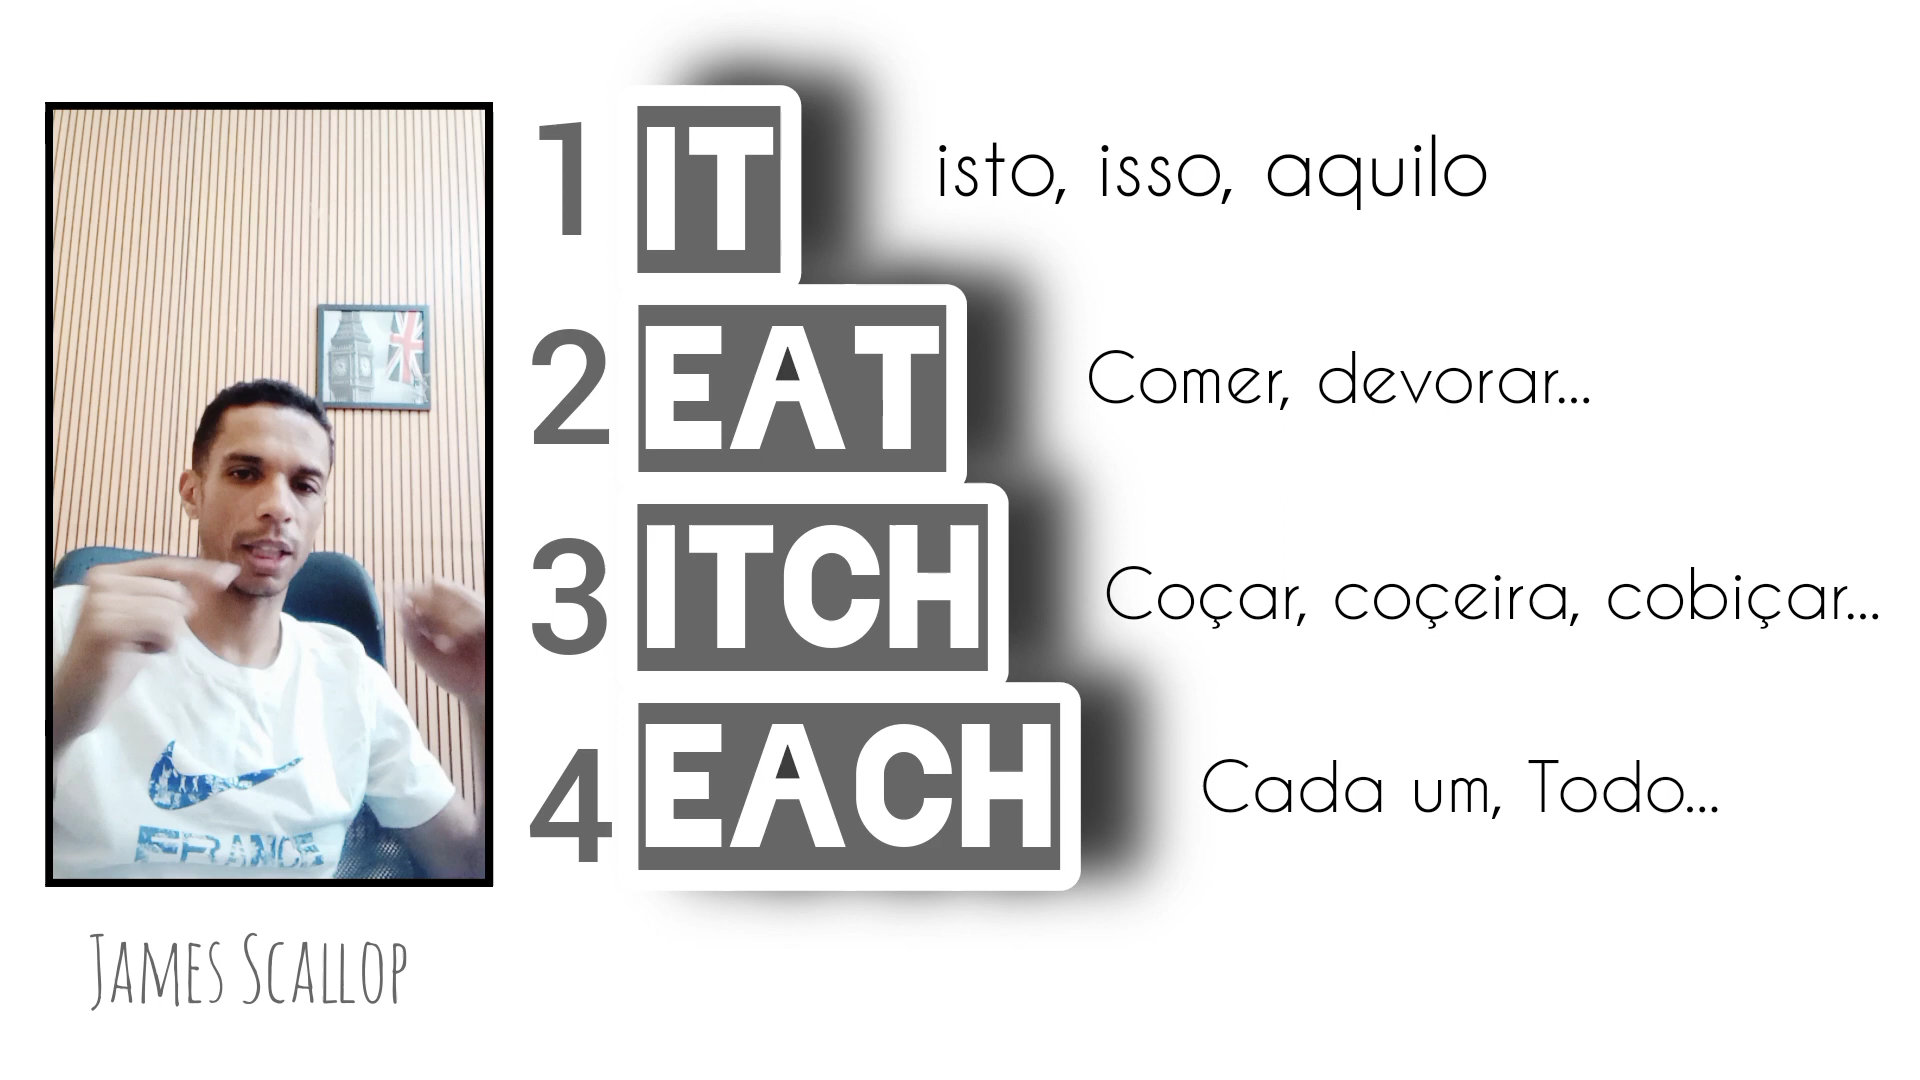 1 IT isto, isso, aquilo
2 EAT Comer, devorar...
3 ITCH Coçar, coçeira, cobiçar...
4 EACH Cada um, Todo...
FRANCE
James Scallop